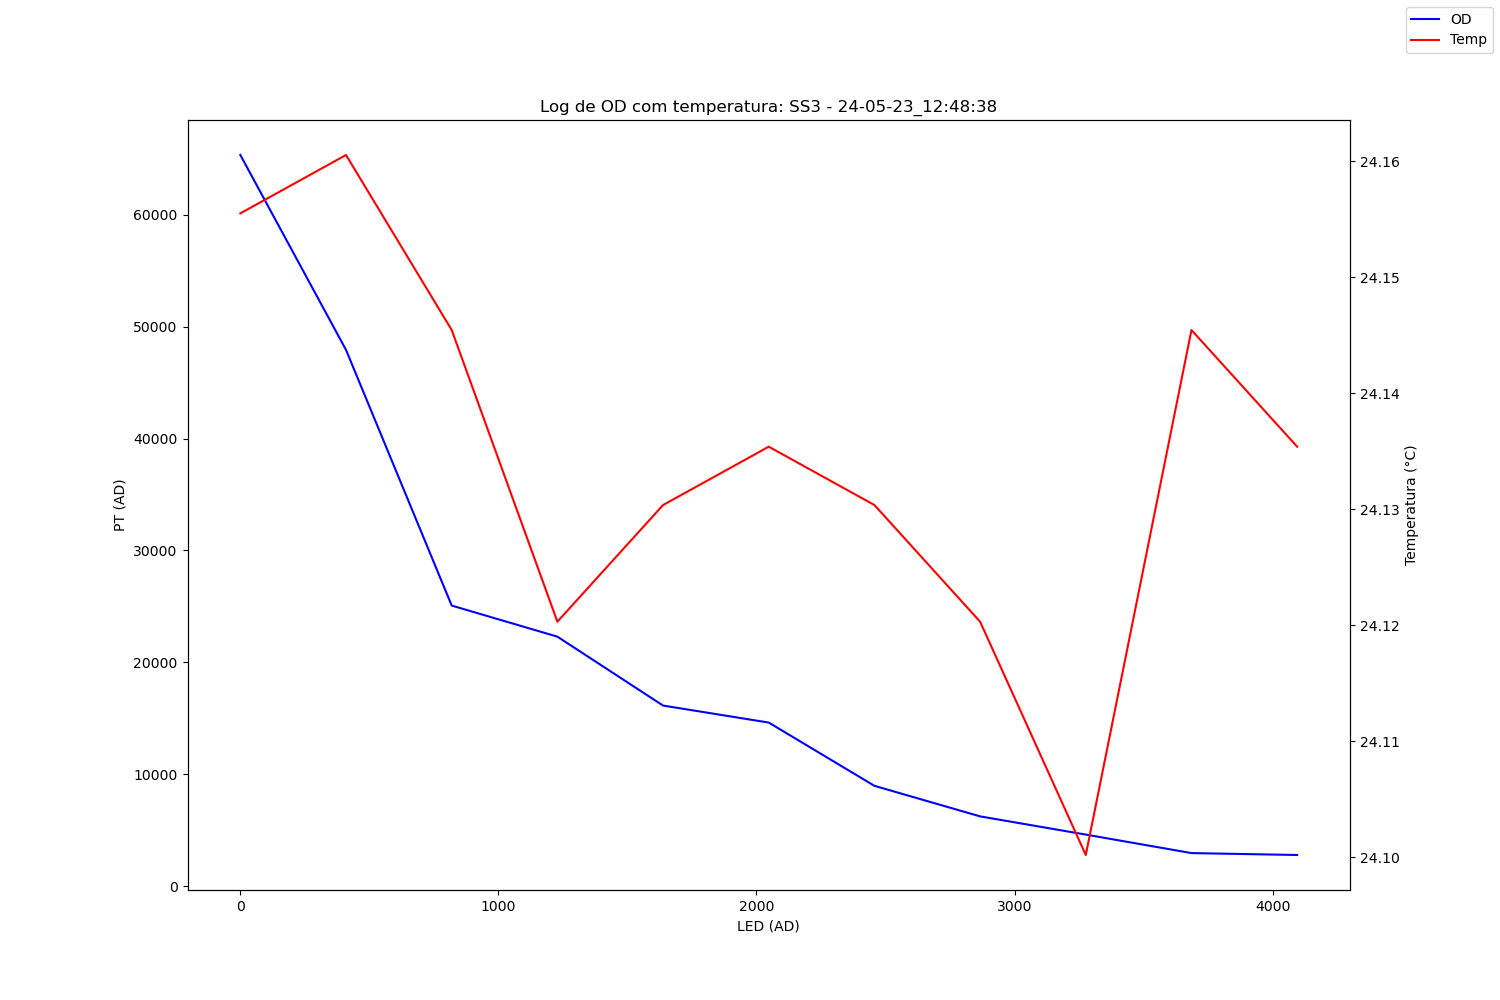 OD
Temp
Log de OD com temperatura: SS3 - 24-05-23_12:48:38
60000
50000
40000
30000
20000
10000
0
PT (AD)
24.16
24.15
24.14
24.13
24.12
24.11
24.10
Temperatura (°C)
0 1000 2000 3000 4000
LED (AD)